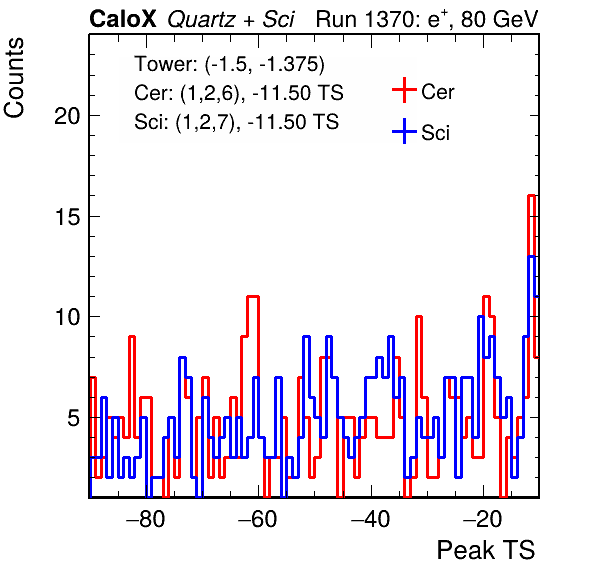 CaloX Quartz + Sci Run 1370: e+, 80 GeV
Counts
Tower: (-1.5, -1.375)
Cer: (1,2,6), -11.50 TS
Sci: (1,2,7), -11.50 TS
Cer
Sci
20
15
10
5
−80 −60 −40 −20
Peak TS